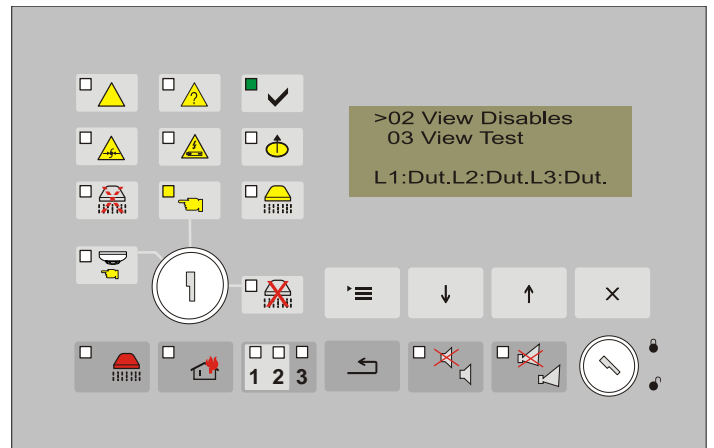 ?
>02 View Disables
03 View Test
L1:Dut.L2:Dut.L3:Dut.
1 2 3